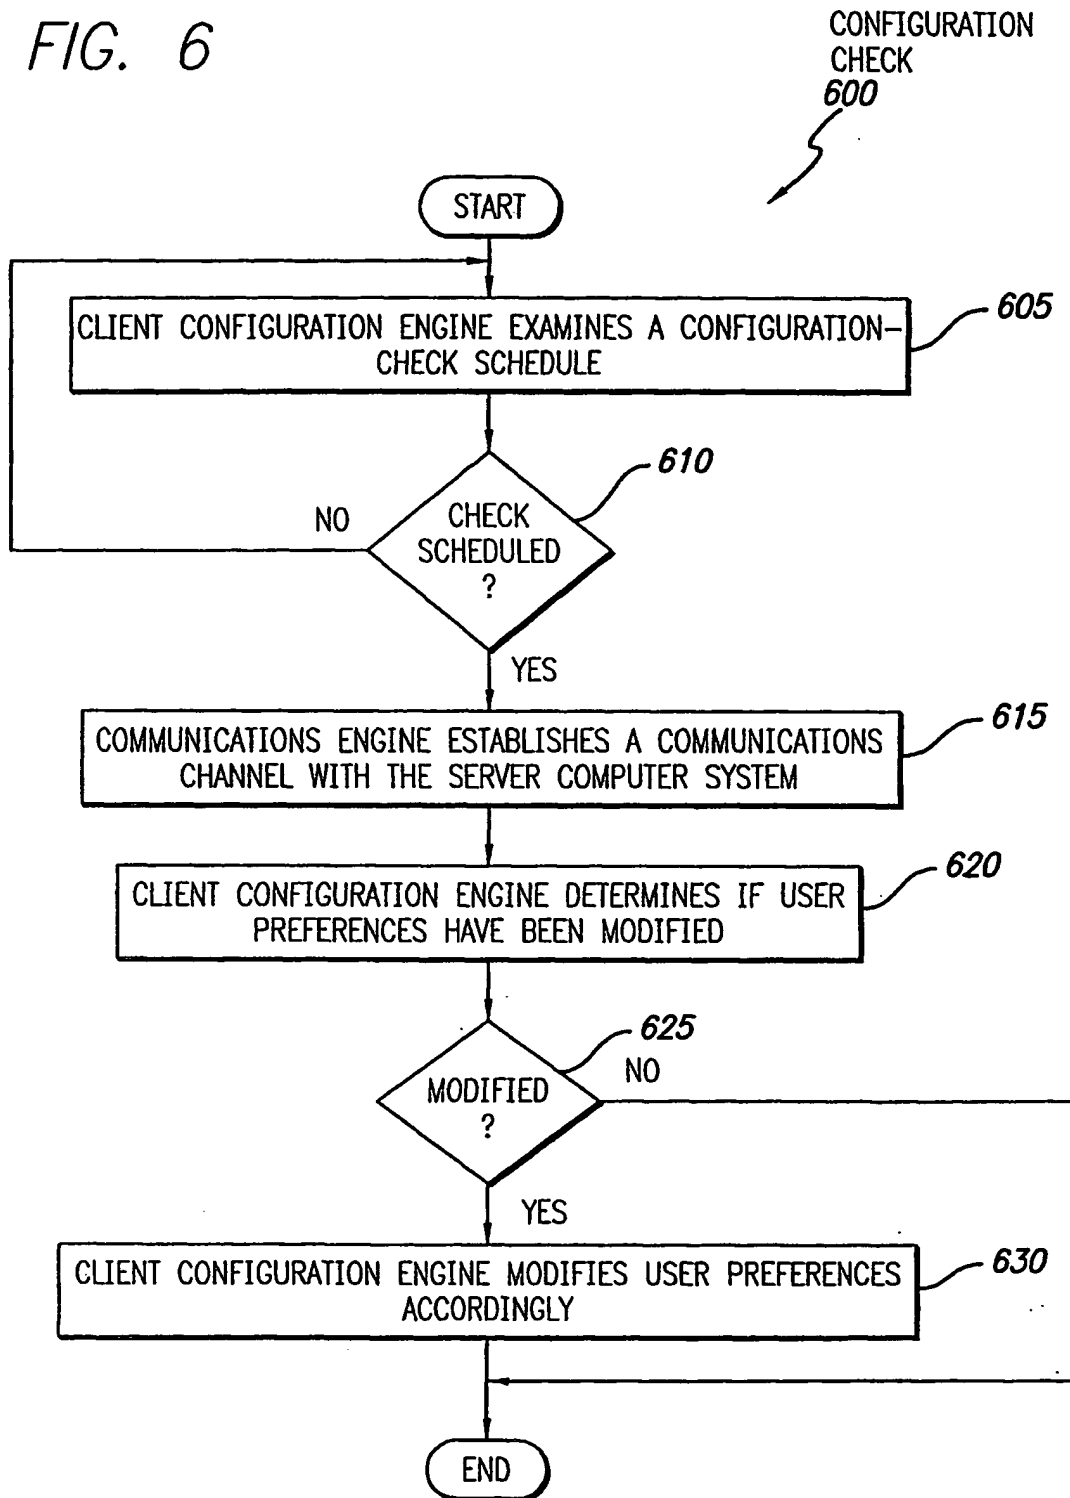 FIG. 6
CONFIGURATION
CHECK
600
START
CLIENT CONFIGURATION ENGINE EXAMINES A CONFIGURATION-
CHECK SCHEDULE
605
CHECK
SCHEDULED
?
610
NO
YES
COMMUNICATIONS ENGINE ESTABLISHES A COMMUNICATIONS
CHANNEL WITH THE SERVER COMPUTER SYSTEM
615
CLIENT CONFIGURATION ENGINE DETERMINES IF USER
PREFERENCES HAVE BEEN MODIFIED
620
MODIFIED
?
625
NO
YES
CLIENT CONFIGURATION ENGINE MODIFIES USER PREFERENCES
ACCORDINGLY
630
END